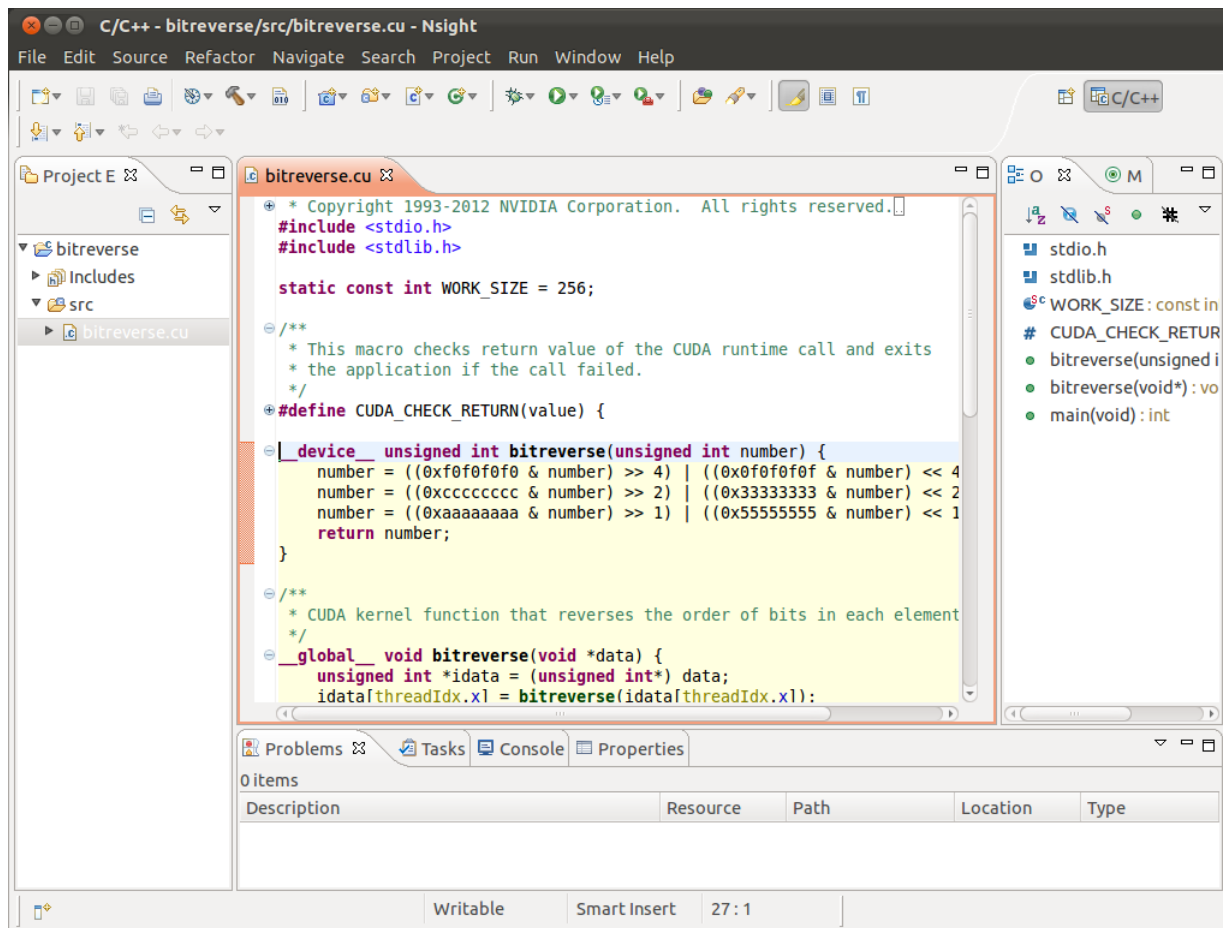 C/C++ - bitreverse/src/bitreverse.cu - Nsight
File Edit Source Refactor Navigate Search Project Run Window Help
C/C++
Project E
bitreverse
Includes
src
bitreverse.cu
bitreverse.cu
* Copyright 1993-2012 NVIDIA Corporation.  All rights reserved.
#include <stdio.h>
#include <stdlib.h>
static const int WORK_SIZE = 256;
/**
* This macro checks return value of the CUDA runtime call and exits
* the application if the call failed.
*/
#define CUDA_CHECK_RETURN(value) {
__device__ unsigned int bitreverse(unsigned int number) {
number = ((0xf0f0f0f0 & number) >> 4) | ((0x0f0f0f0f & number) << 4
number = ((0xcccccccc & number) >> 2) | ((0x33333333 & number) << 2
number = ((0xaaaaaaaa & number) >> 1) | ((0x55555555 & number) << 1
return number;
}
/**
* CUDA kernel function that reverses the order of bits in each element
*/
__global__ void bitreverse(void *data) {
unsigned int *idata = (unsigned int*) data;
idata[threadIdx.x] = bitreverse(idata[threadIdx.x]);
O M
stdio.h
stdlib.h
WORK_SIZE : const in
CUDA_CHECK_RETUR
bitreverse(unsigned i
bitreverse(void*) : vo
main(void) : int
Problems Tasks Console Properties
0 items
Description Resource Path Location Type
Writable Smart Insert 27 : 1